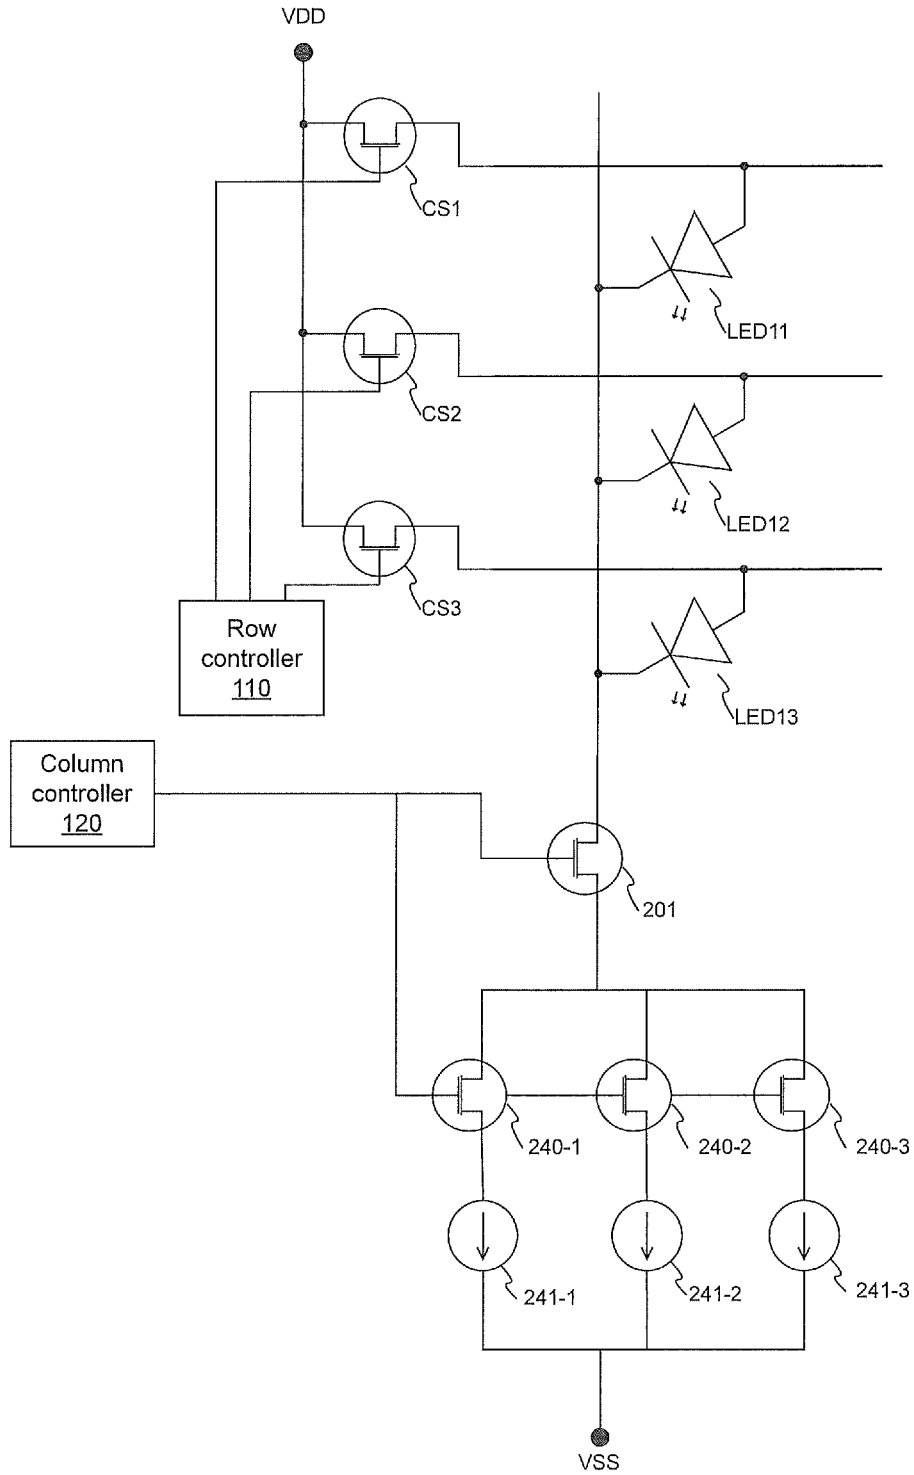 VDD
CS1
LED11
CS2
LED12
CS3
Row
controller
110
LED13
Column
controller
120
201
240-1
240-2
240-3
241-1
241-2
241-3
VSS